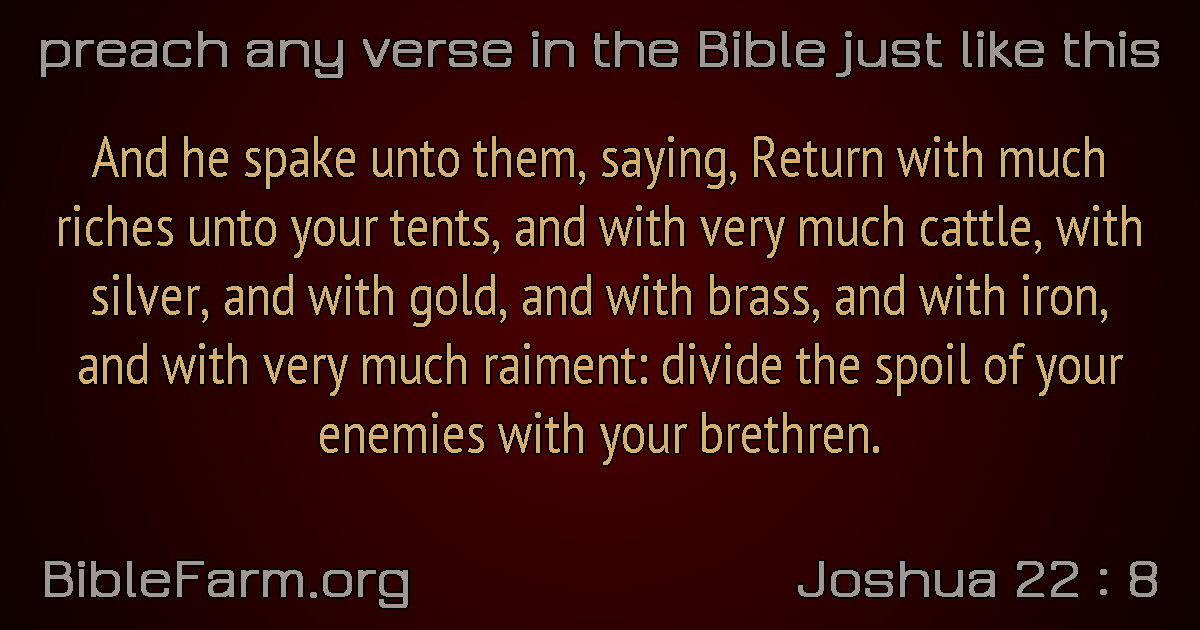 preach any verse in the Bible just like this
And he spake unto them, saying, Return with much
riches unto your tents, and with very much cattle, with
silver, and with gold, and with brass, and with iron,
and with very much raiment: divide the spoil of your
enemies with your brethren.
BibleFarm.org
Joshua 22 : 8